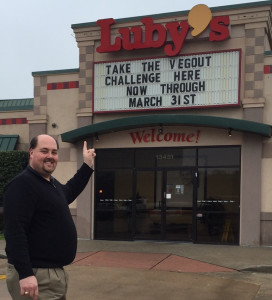 Luby's
TAKE THE VEGOUT
CHALLENGE HERE
NOW THROUGH
MARCH 31ST
Welcome!